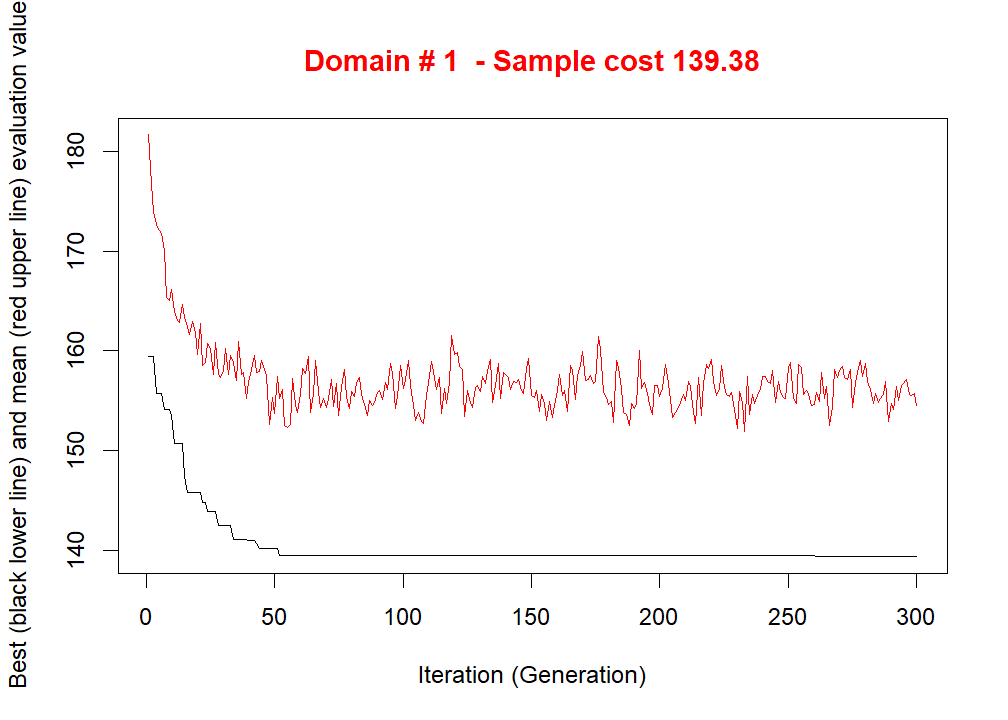 Domain # 1  - Sample cost 139.38
Best (black lower line) and mean (red upper line) evaluation value
180
170
160
150
140
0 50 100 150 200 250 300
Iteration (Generation)